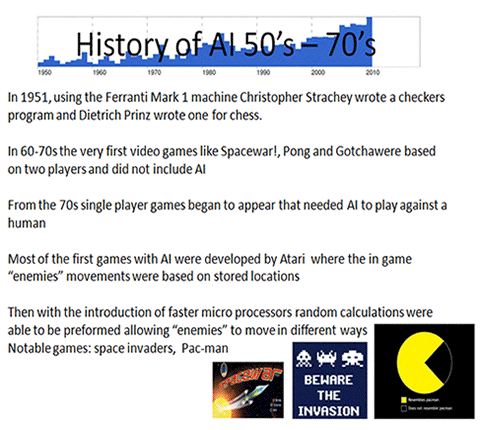 History of AI 50's – 70's
1950 1960 1970 1980 1990 2000 2010
In 1951, using the Ferranti Mark 1 machine Christopher Strachey wrote a checkers
program and Dietrich Prinz wrote one for chess.
In 60-70s the very first video games like Spacewar!, Pong and Gotchawere based
on two players and did not include AI
From the 70s single player games began to appear that needed AI to play against a
human
Most of the first games with AI were developed by Atari where the in game
“enemies” movements were based on stored locations
Then with the introduction of faster micro processors random calculations were
able to be preformed allowing “enemies” to move in different ways
Notable games: space invaders, Pac-man
SPACEWAR
BEWARE
THE
INVASION
Resembles pacman
Does not resemble pacman